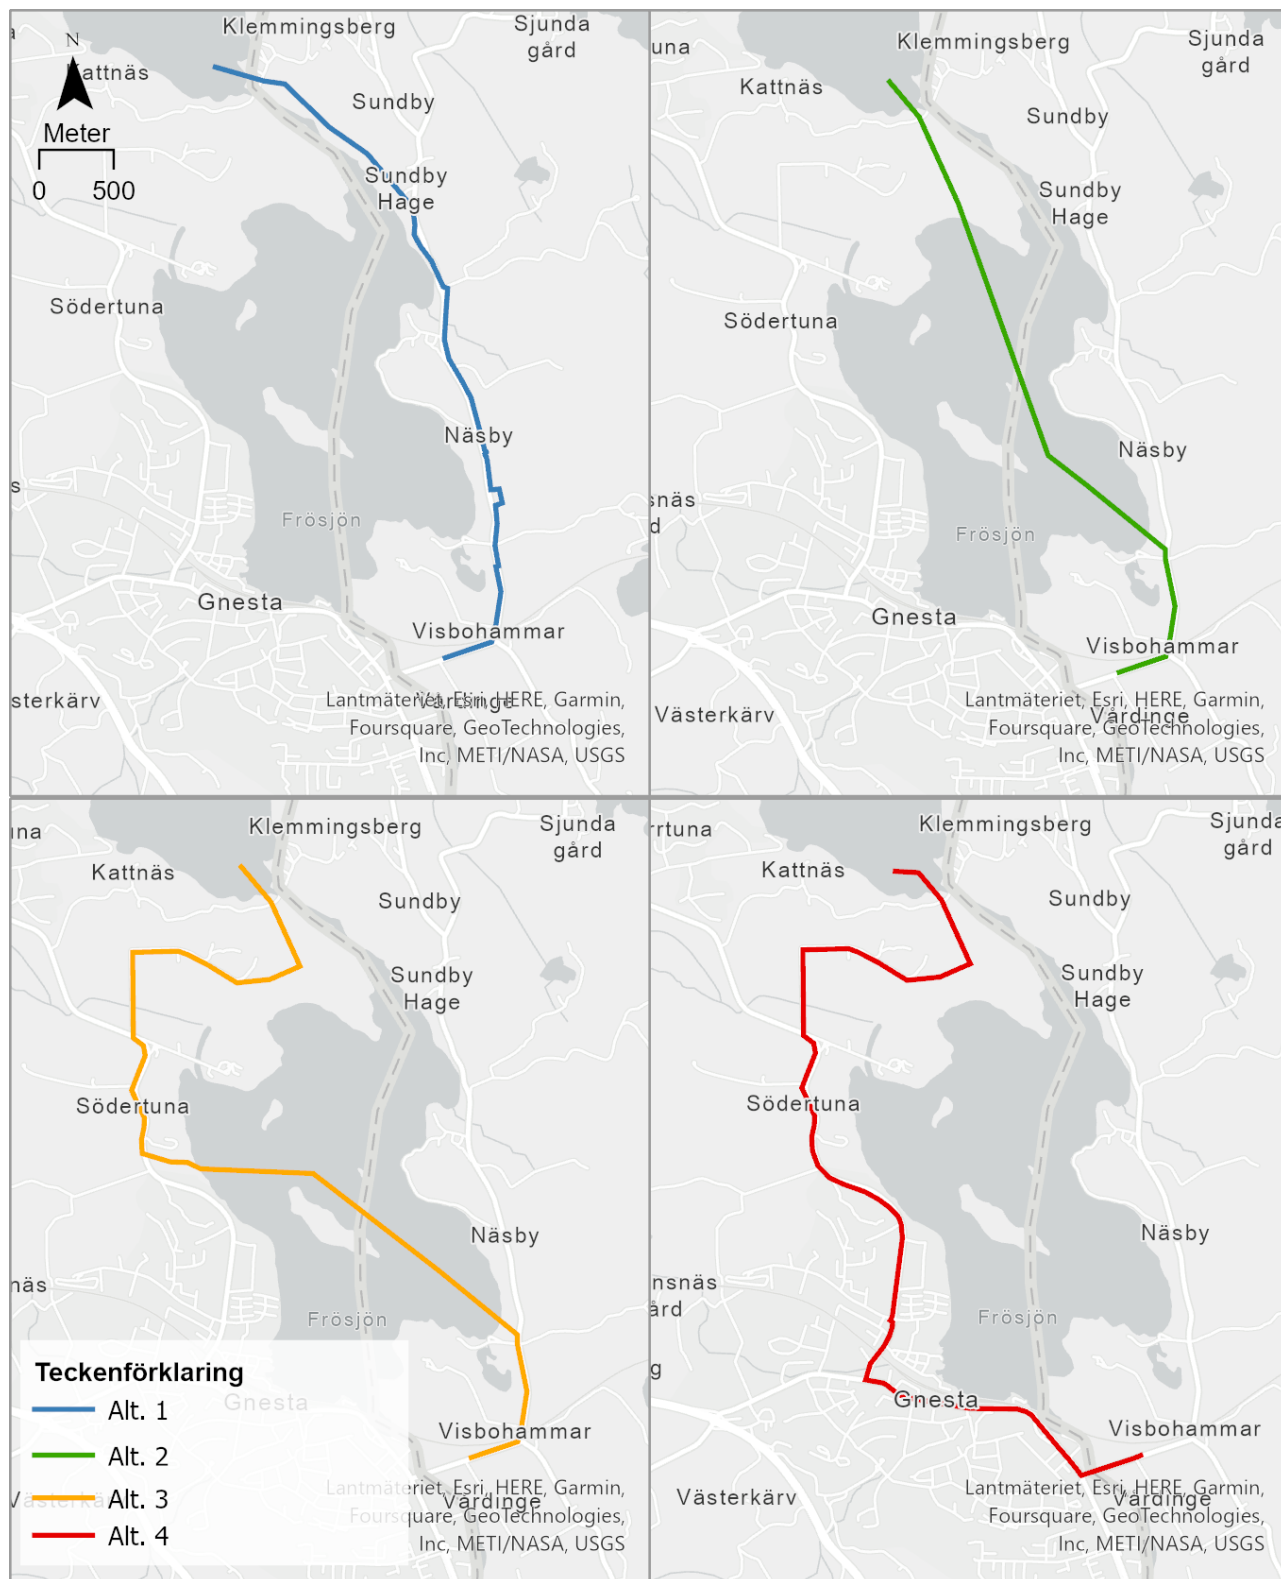 Klemmingsberg
Sjunda
gård
N
Kattnäs
Sundby
Meter
0 500
Sundby
Hage
Södertuna
Näsby
s
Frösjön
Gnesta
Visbohammar
sterkärv
Vårdinge
Lantmäteriet, Esri, HERE, Garmin,
Foursquare, GeoTechnologies,
Inc, METI/NASA, USGS
una
Klemmingsberg
Sjunda
gård
Kattnäs
Sundby
Sundby
Hage
Södertuna
Näsby
snäs
d
Frösjön
Gnesta
Visbohammar
Västerkärv
Vårdinge
Lantmäteriet, Esri, HERE, Garmin,
Foursquare, GeoTechnologies,
Inc, METI/NASA, USGS
una
Klemmingsberg
Sjunda
gård
Kattnäs
Sundby
Sundby
Hage
Södertuna
Näsby
näs
Frösjön
Teckenförklaring
Alt. 1
Alt. 2
Alt. 3
Alt. 4
Gnesta
Visbohammar
Västerkärv
Vårdinge
Lantmäteriet, Esri, HERE, Garmin,
Foursquare, GeoTechnologies,
Inc, METI/NASA, USGS
rrtuna
Klemmingsberg
Sjunda
gård
Kattnäs
Sundby
Sundby
Hage
Södertuna
Näsby
nsnäs
ård
Frösjön
g
Gnesta
Visbohammar
Västerkärv
Vårdinge
Lantmäteriet, Esri, HERE, Garmin,
Foursquare, GeoTechnologies,
Inc, METI/NASA, USGS